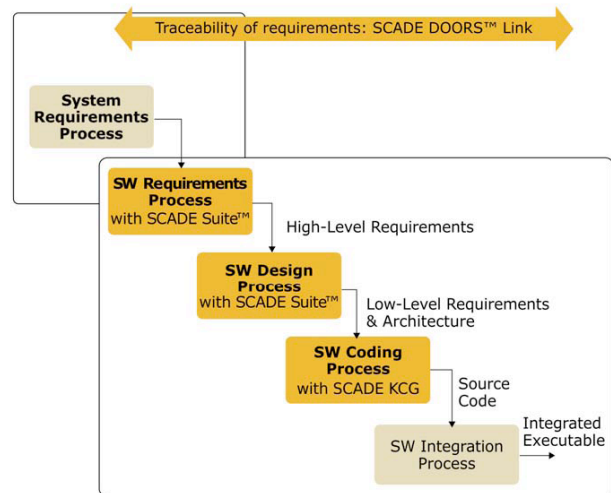 Traceability of requirements: SCADE DOORS™ Link
System
Requirements
Process
SW Requirements
Process
with SCADE Suite™
High-Level Requirements
SW Design
Process
with SCADE Suite™
Low-Level Requirements
& Architecture
SW Coding
Process
with SCADE KCG
Source
Code
Integrated
Executable
SW Integration
Process